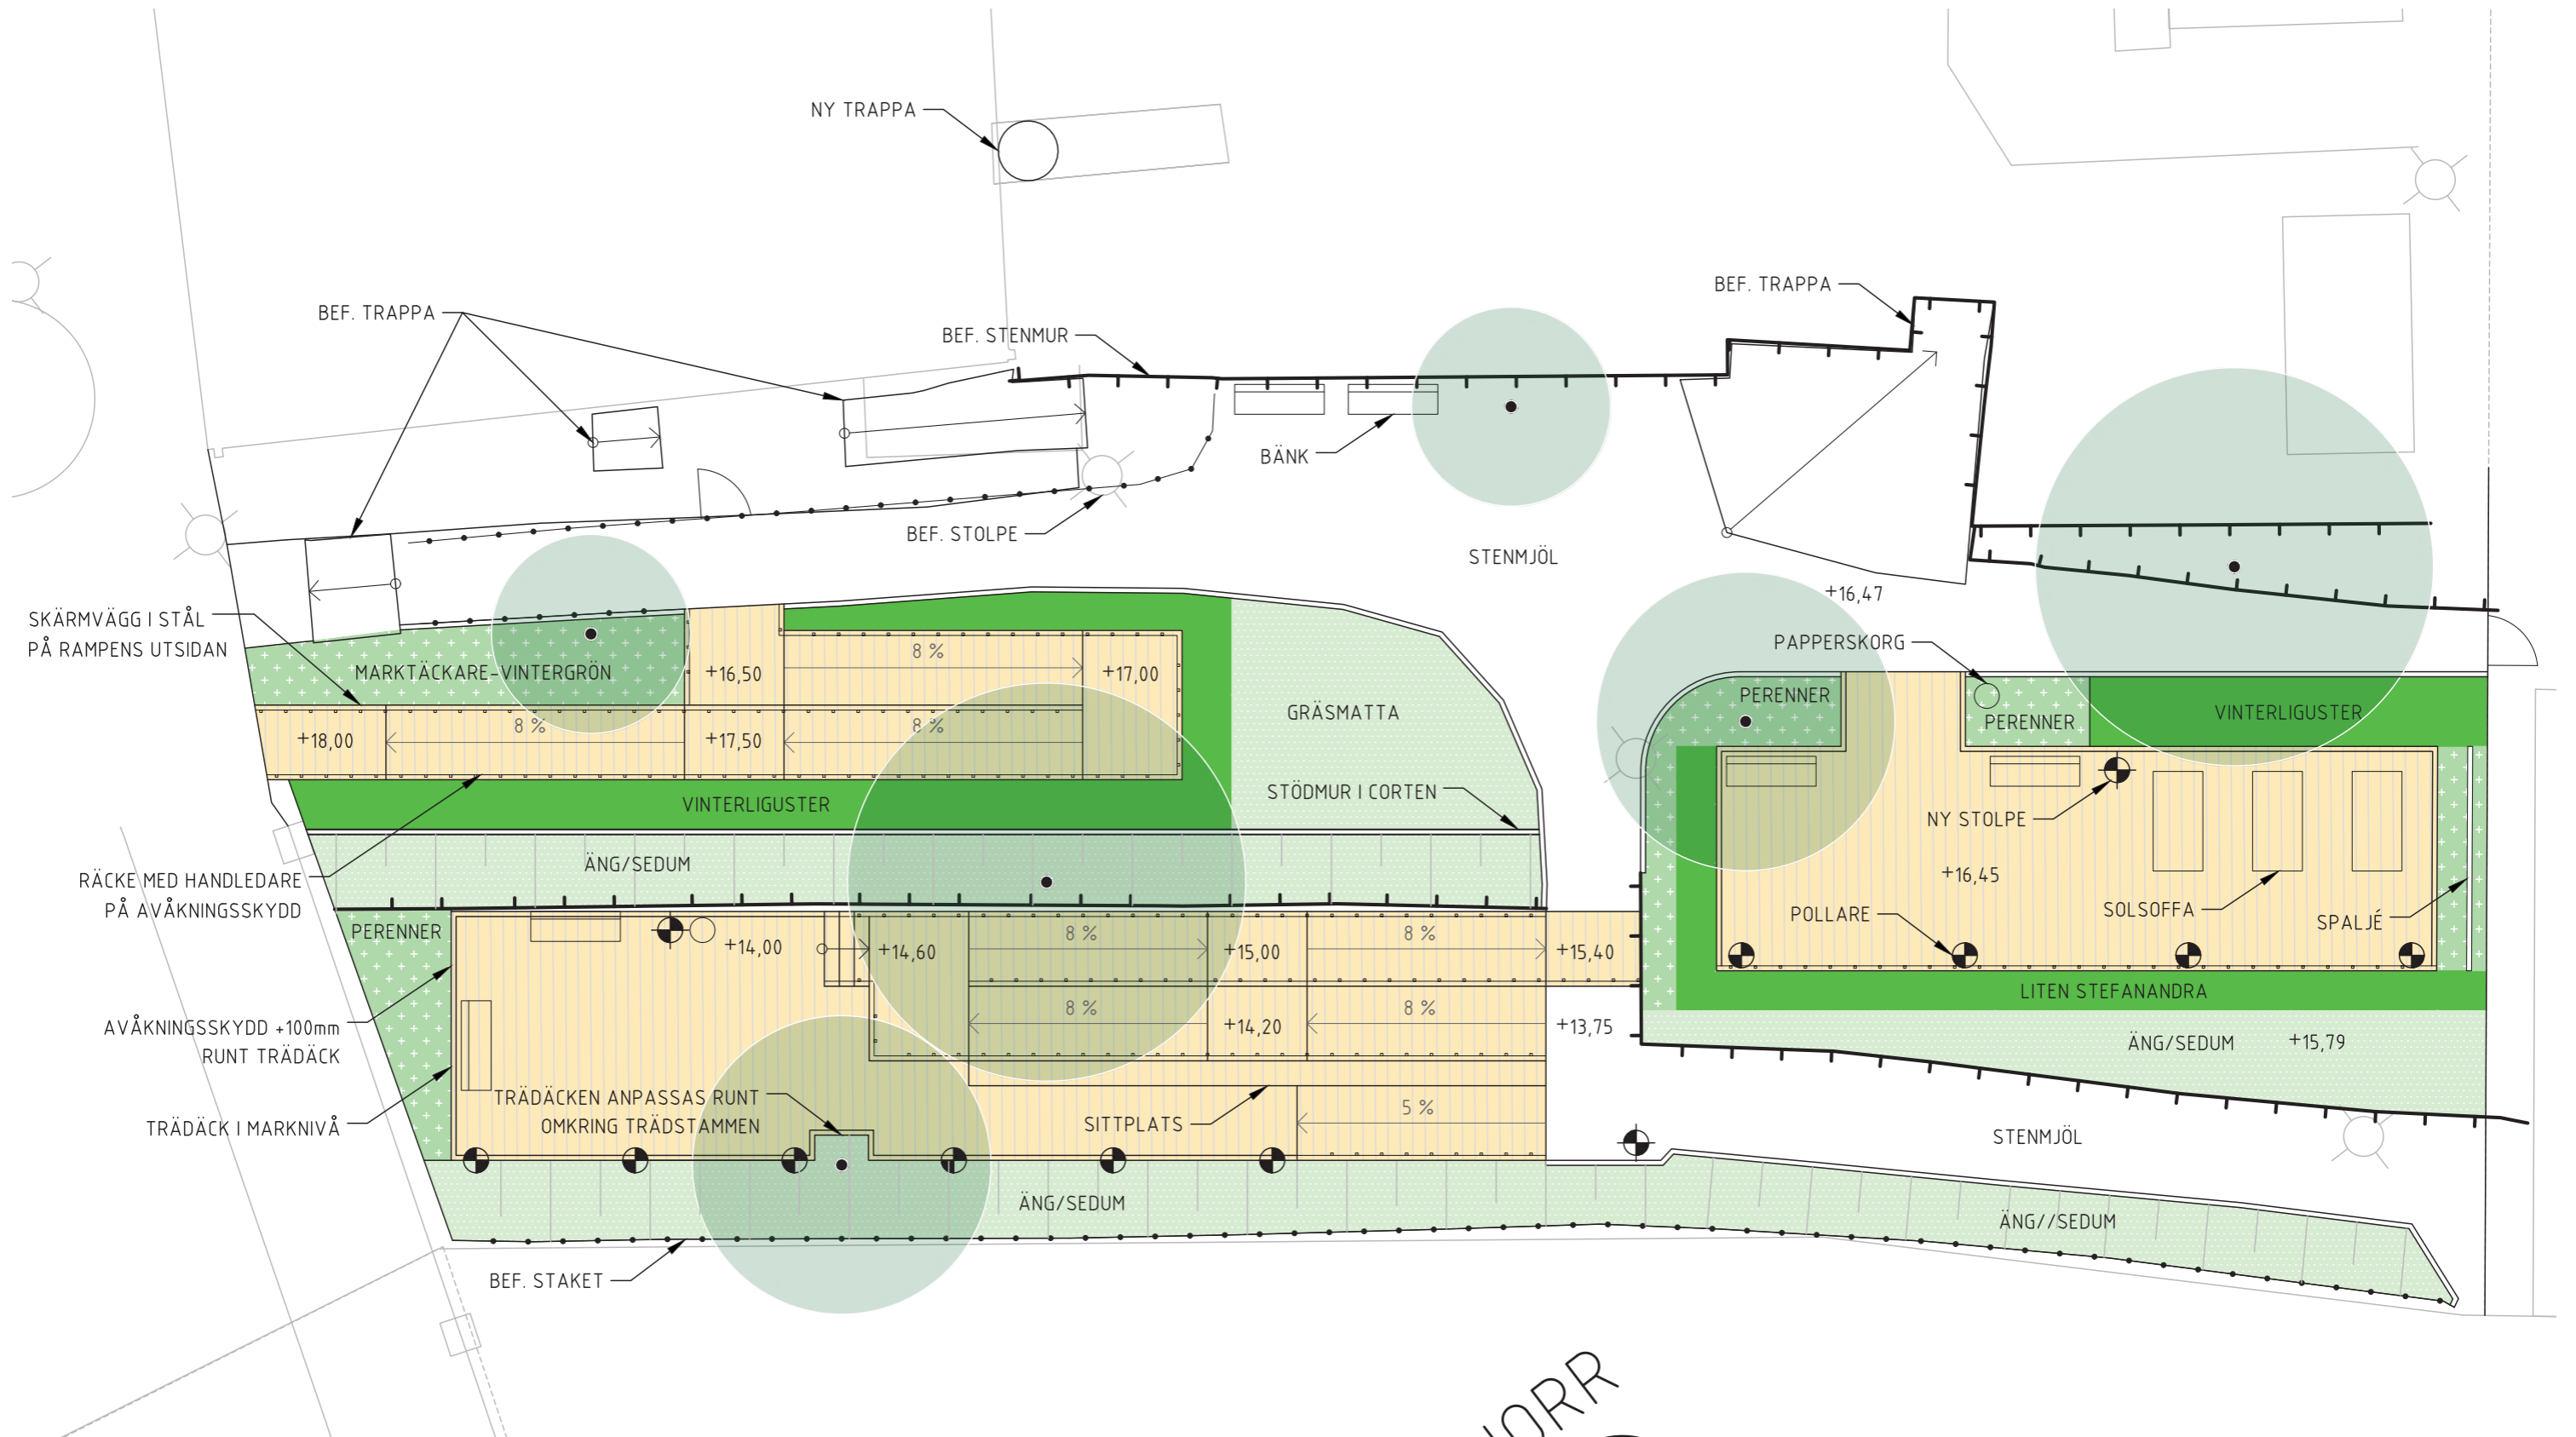 NY TRAPPA
BEF. TRAPPA
BEF. TRAPPA
BEF. STENMUR
BÄNK
BEF. STOLPE
STENMJÖL
+16,47
SKÄRMVÄGG I STÅL
PÅ RAMPENS UTSIDAN
PAPPERSKORG
MARKTÄCKARE-VINTERGRÖN
+16,50
8 %
+17,00
GRÄSMATTA
PERENNER
PERENNER
VINTERLIGUSTER
+18,00
8 %
+17,50
8 %
STÖDMUR I CORTEN
VINTERLIGUSTER
NY STOLPE
ÄNG/SEDUM
+16,45
RÄCKE MED HANDLEDARE
PÅ AVÅKNINGSSKYDD
POLLARE
SOLSOFFA
SPALJÉ
PERENNER
+14,00
+14,60
8 %
+15,00
8 %
+15,40
LITEN STEFANANDRA
8 %
+14,20
8 %
+13,75
AVÅKNINGSSKYDD +100mm
RUNT TRÄDÄCK
ÄNG/SEDUM
+15,79
TRÄDÄCKEN ANPASSAS RUNT
OMKRING TRÄDSTAMMEN
SITTPLATS
5 %
TRÄDÄCK I MARKNIVÅ
STENMJÖL
ÄNG/SEDUM
ÄNG//SEDUM
BEF. STAKET
NORR